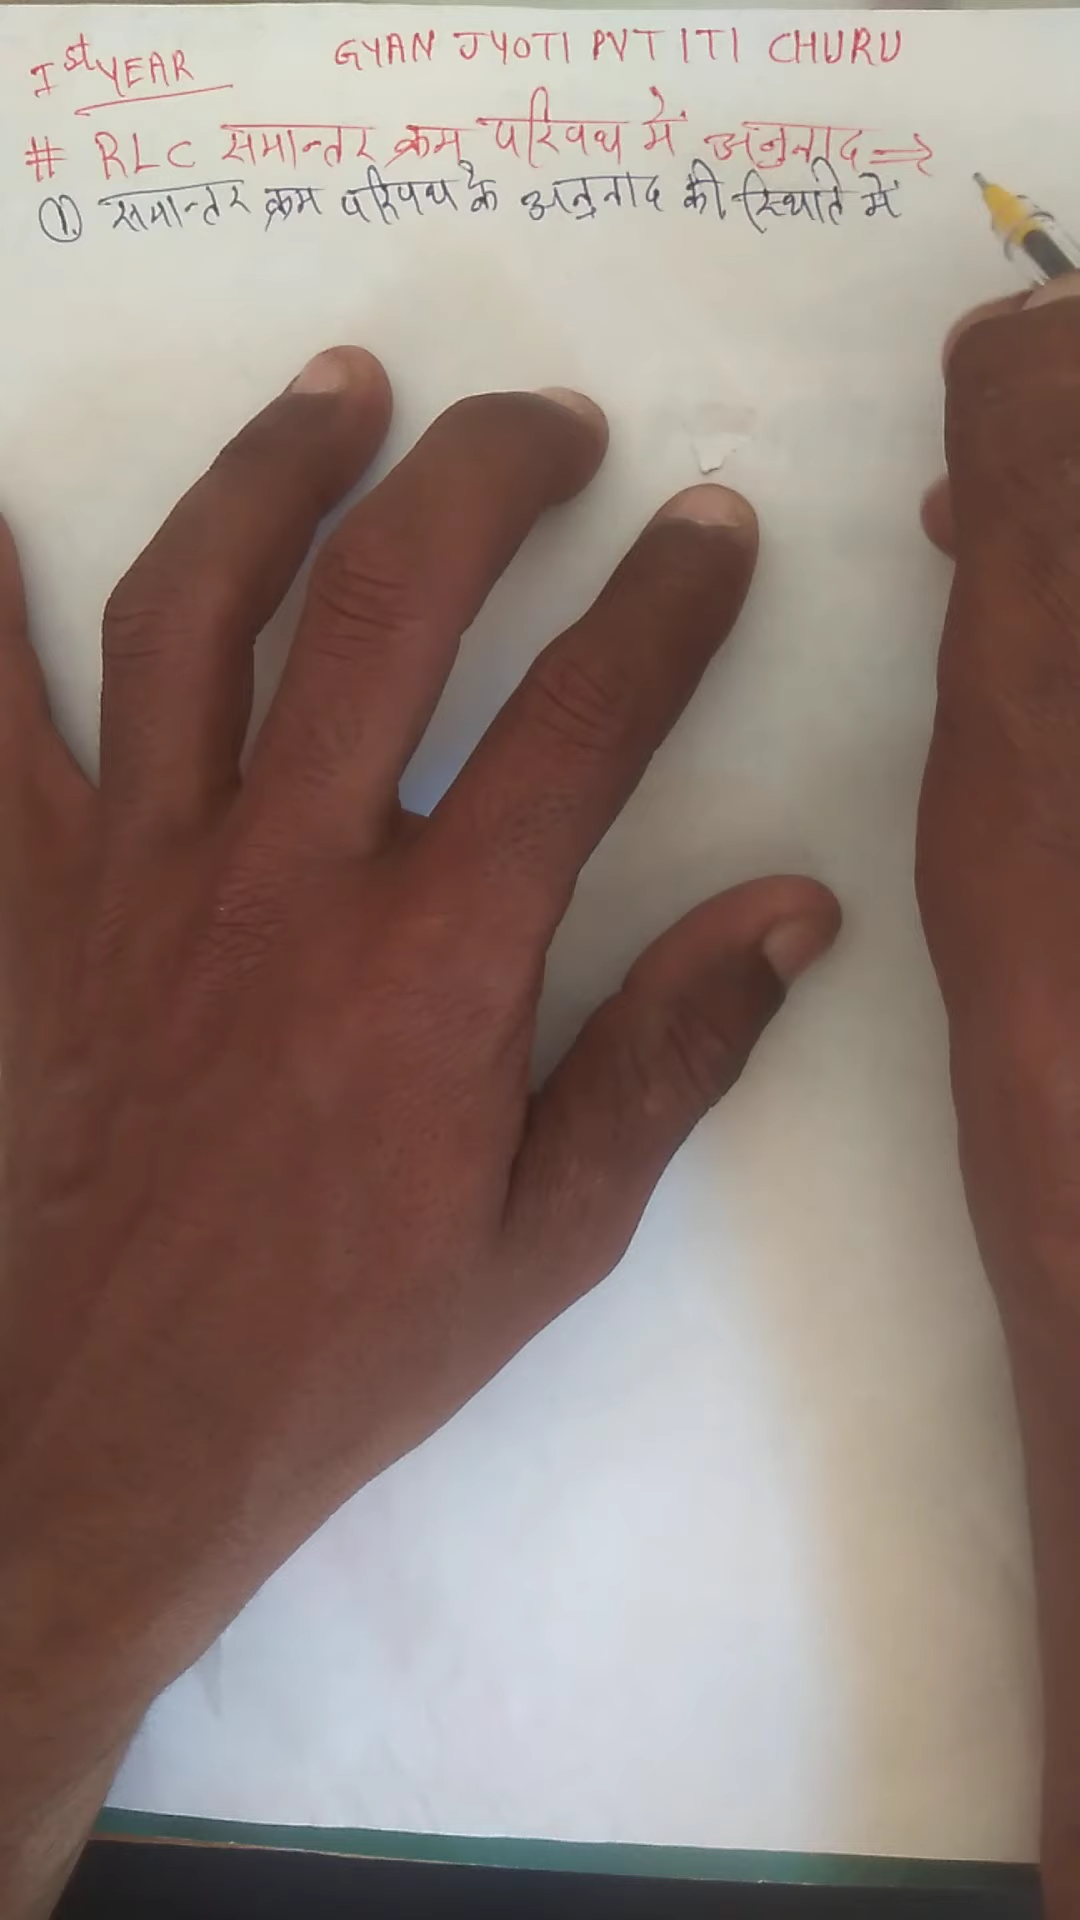 Ist YEAR GYAN JYOTI PVT ITI CHURU
# RLC समान्तर क्रम परिपथ में अनुनाद ⇒
①. समान्तर क्रम परिपथ के अनुनाद की स्थिति में